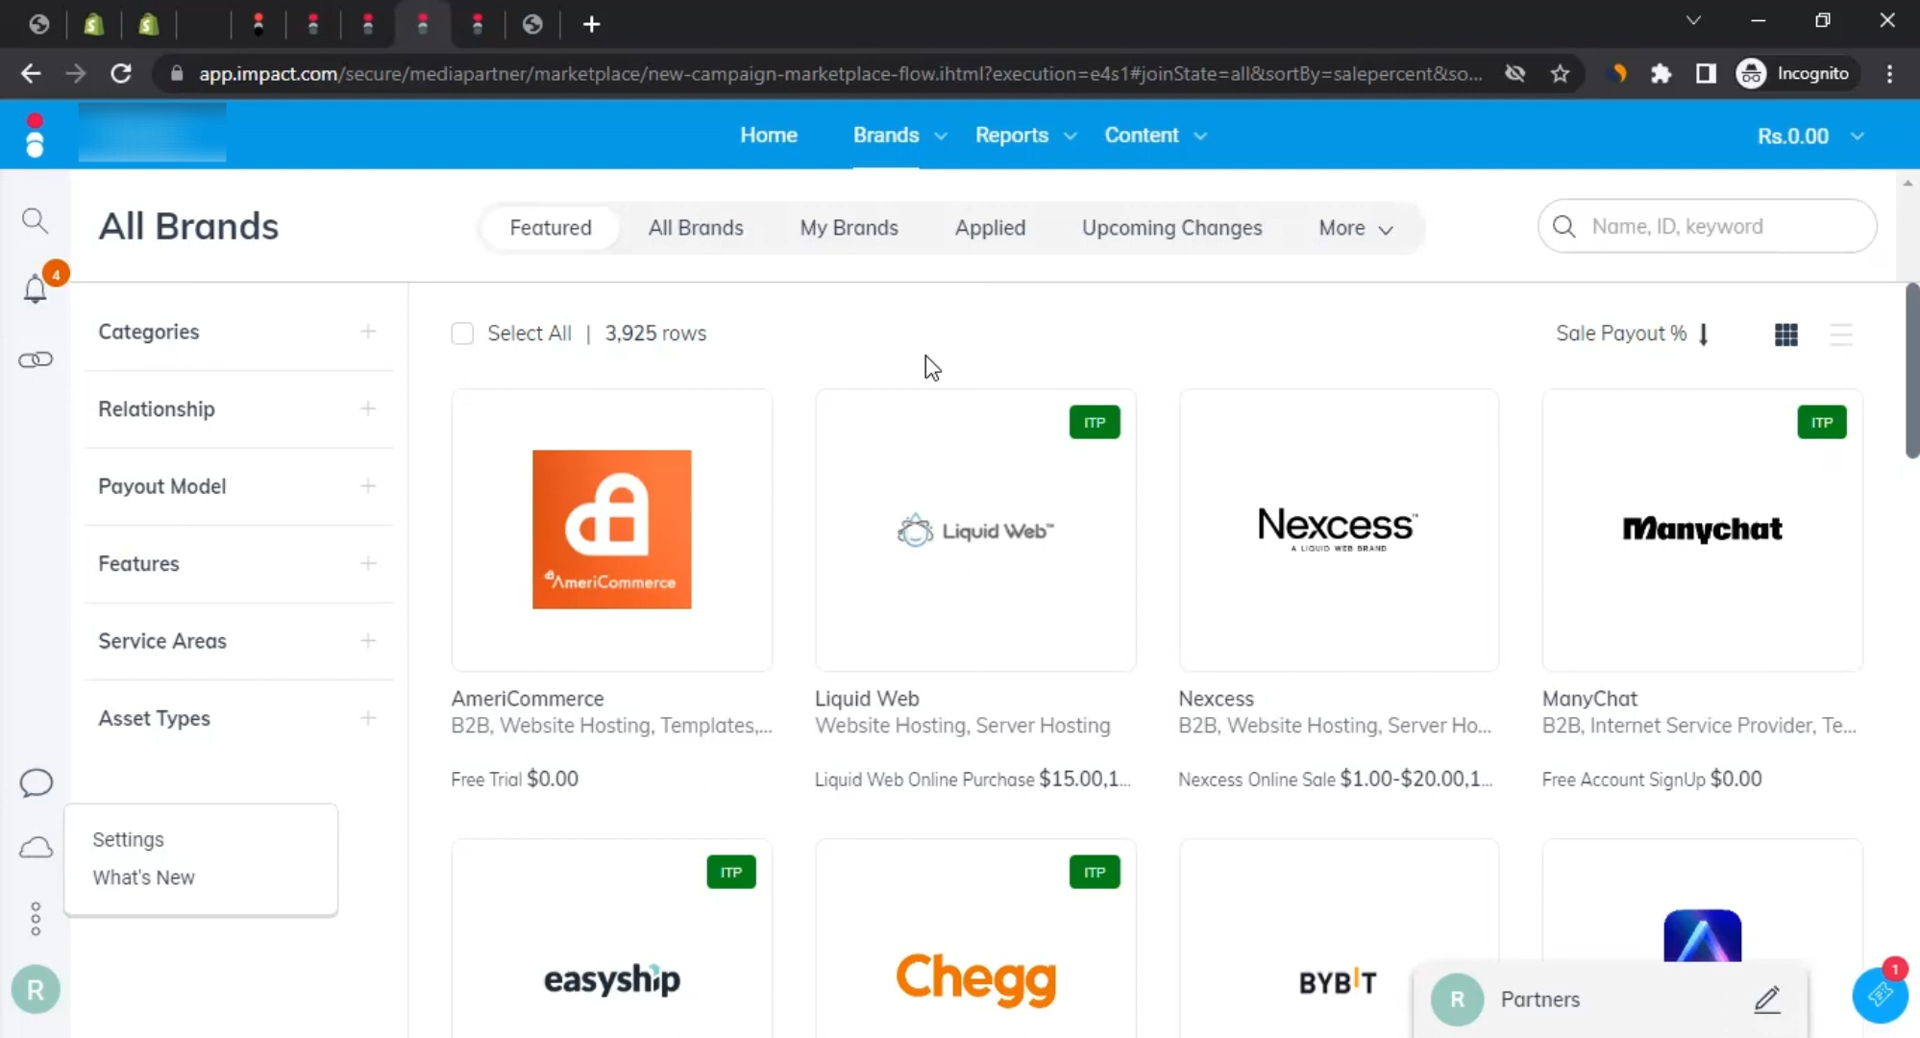 app.impact.com/secure/mediapartner/marketplace/new-campaign-marketplace-flow.ihtml?execution=e4s1#joinState=all&sortBy=salepercent&so...
Incognito
Home
Brands
Reports
Content
Rs.0.00
All Brands
Featured
All Brands
My Brands
Applied
Upcoming Changes
More
Name, ID, keyword
4
Categories
Relationship
Payout Model
Features
Service Areas
Asset Types
Select All | 3,925 rows
Sale Payout %
AmeriCommerce
ITP
Liquid Web™
Nexcess™
A LIQUID WEB BRAND
ITP
Manychat
AmeriCommerce
B2B, Website Hosting, Templates,...
Free Trial $0.00
Liquid Web
Website Hosting, Server Hosting
Liquid Web Online Purchase $15.00,1...
Nexcess
B2B, Website Hosting, Server Ho...
Nexcess Online Sale $1.00-$20.00,1...
ManyChat
B2B, Internet Service Provider, Te...
Free Account SignUp $0.00
Settings
What's New
R
ITP
easyship
ITP
Chegg
BYBIT
R
Partners
1